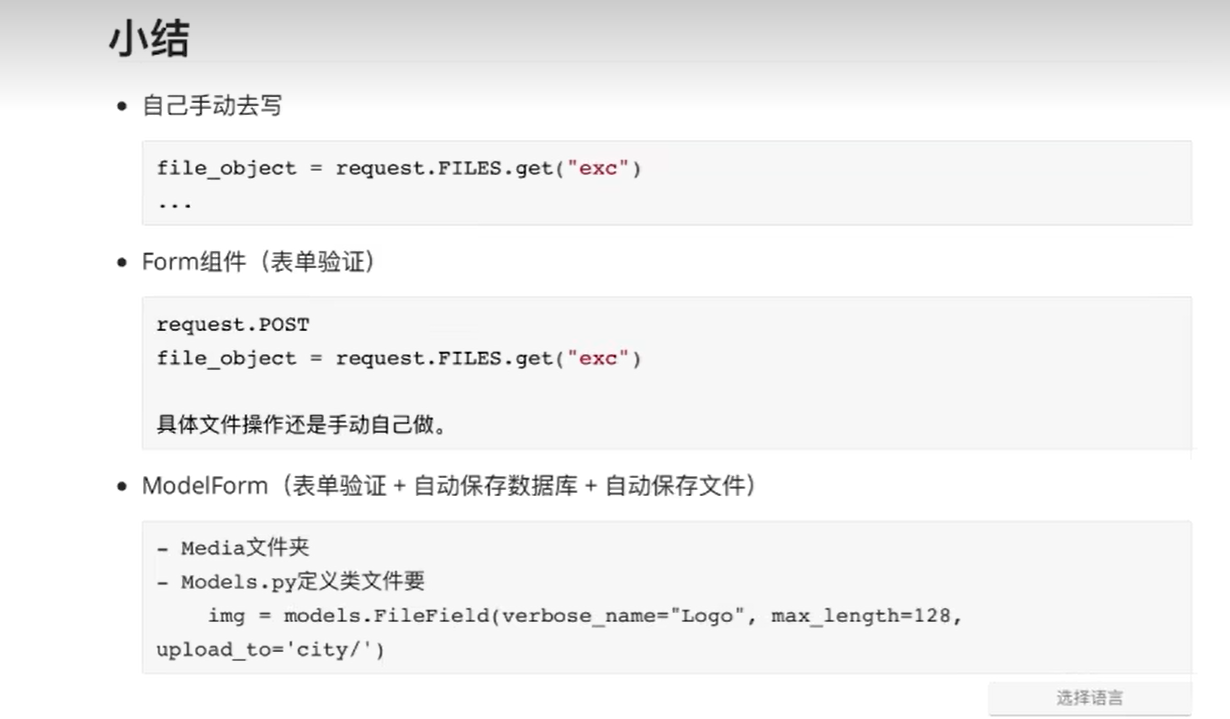 小结
自己手动去写
file_object = request.FILES.get("exc")
...
Form组件（表单验证）
request.POST
file_object = request.FILES.get("exc")
具体文件操作还是手动自己做。
ModelForm（表单验证 + 自动保存数据库 + 自动保存文件）
- Media文件夹
- Models.py定义类文件要
img = models.FileField(verbose_name="Logo", max_length=128,
upload_to='city/')
选择语言